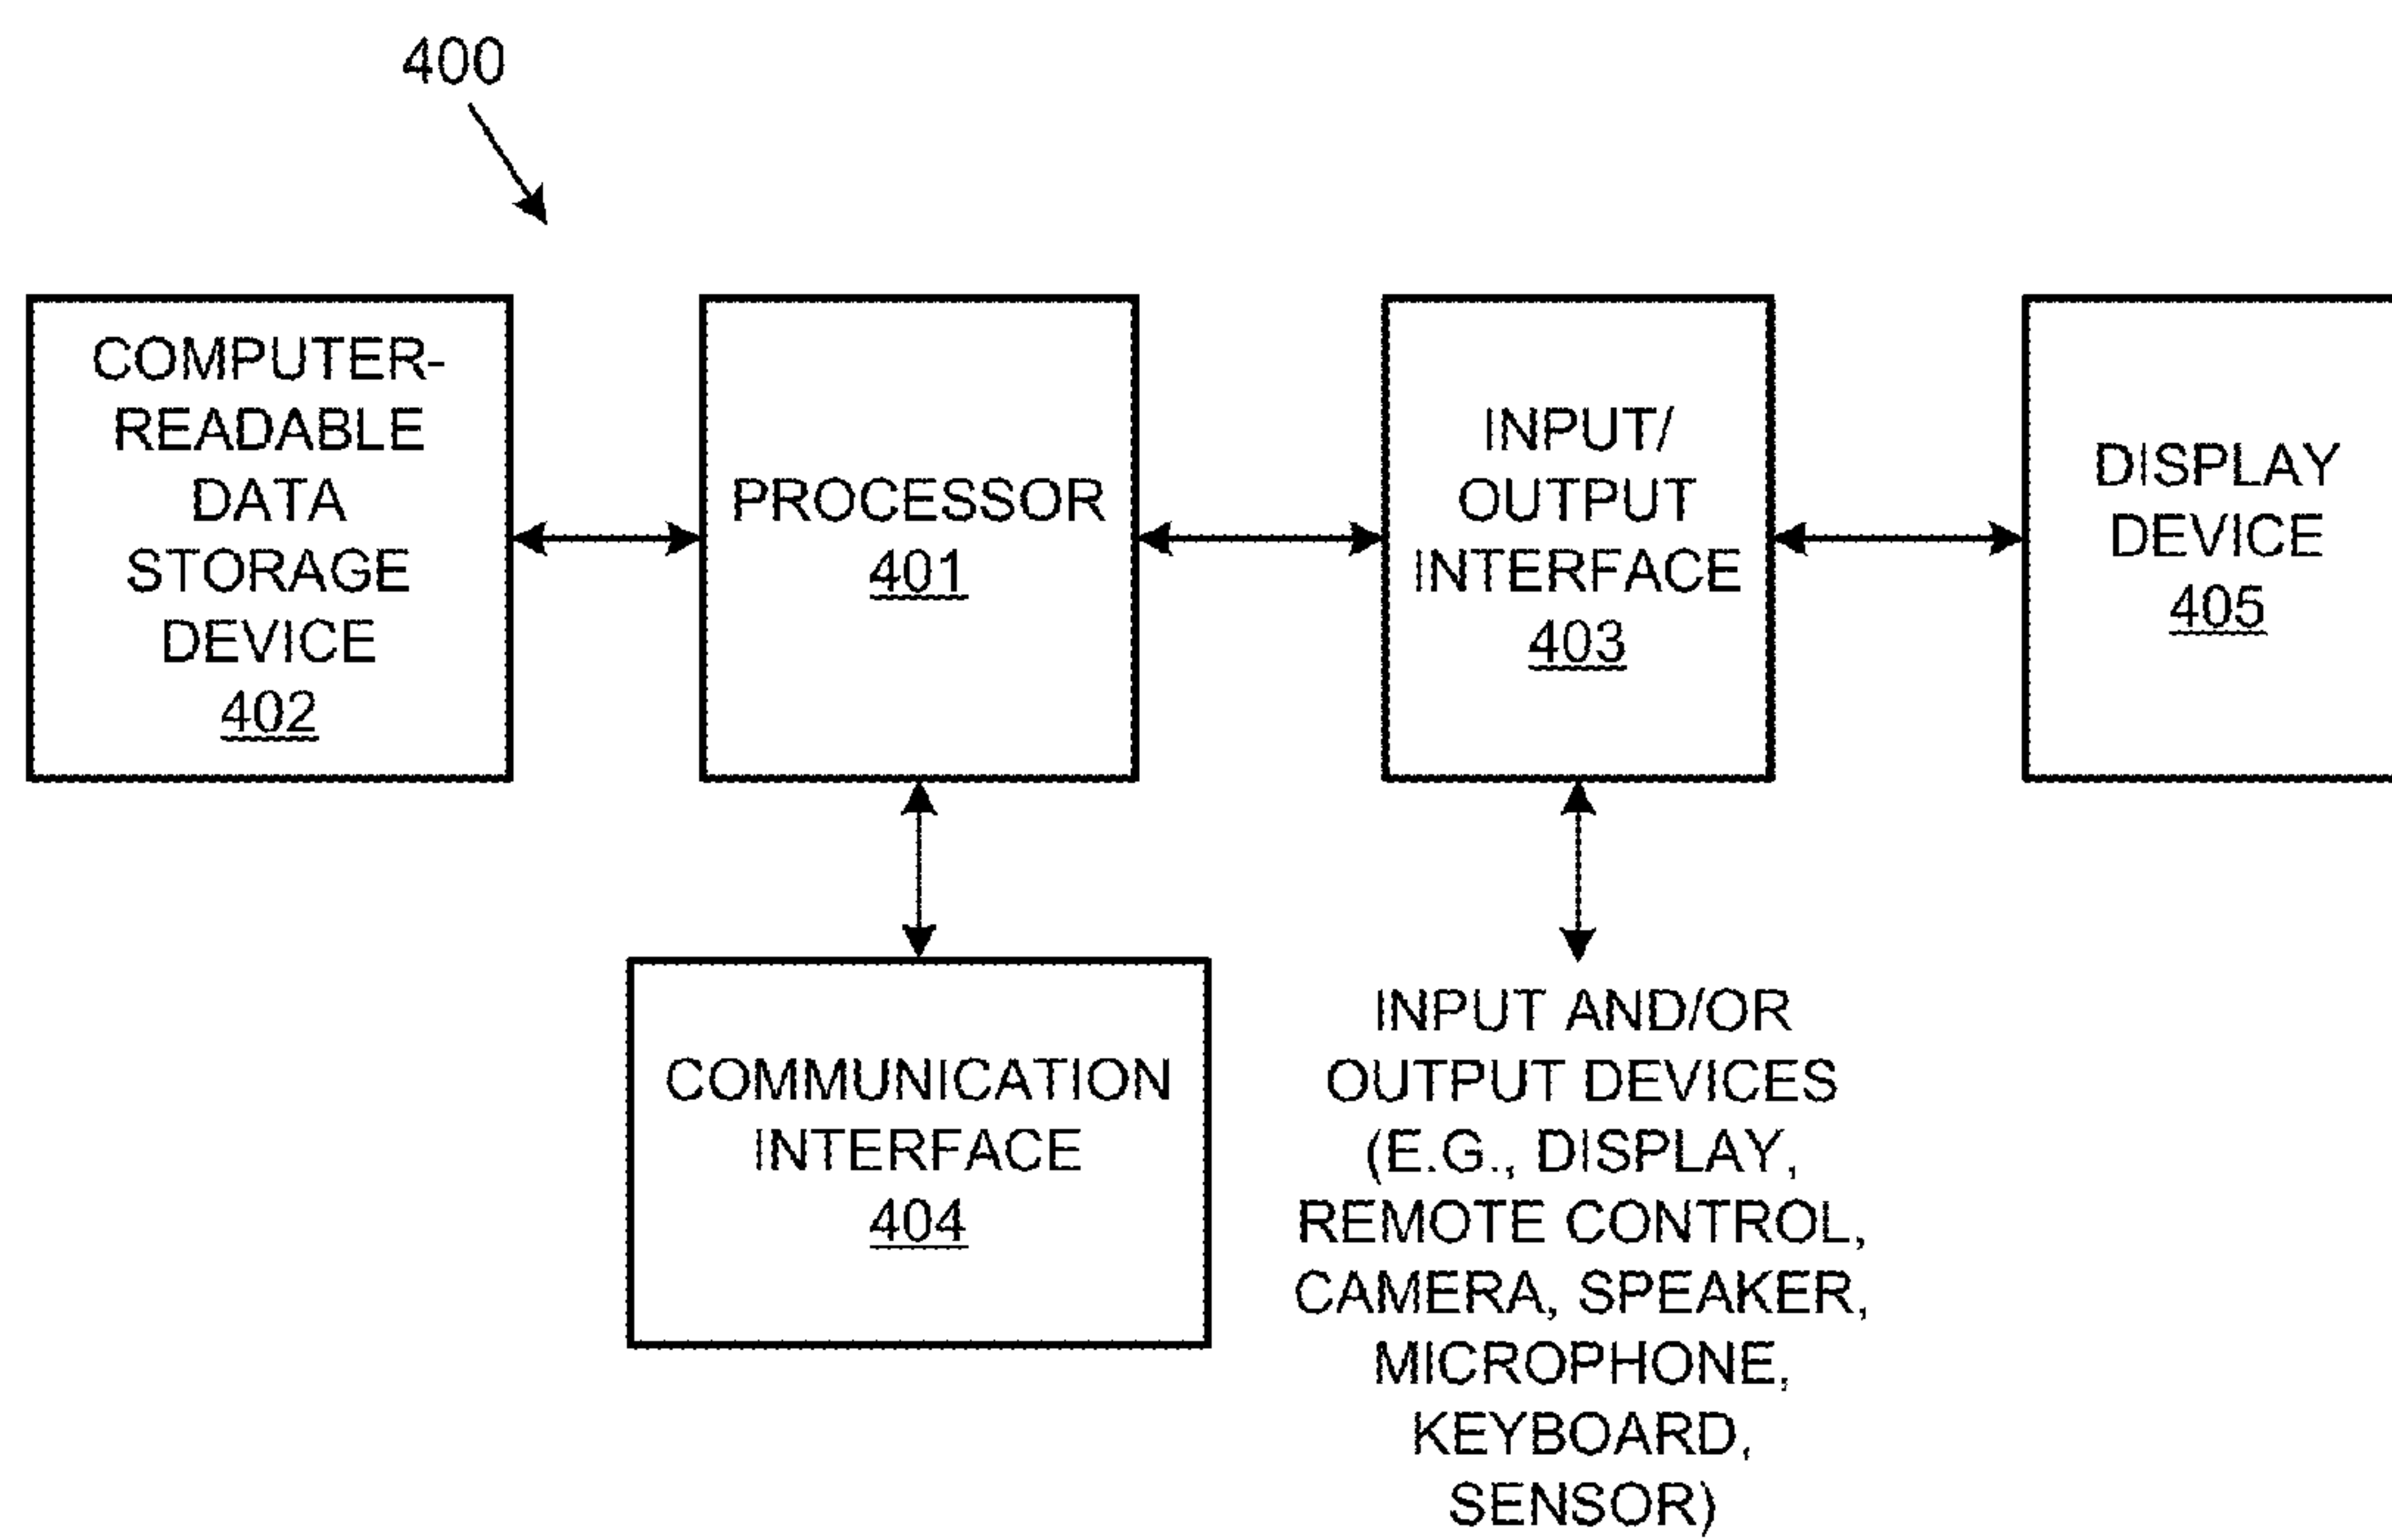 400
COMPUTER-
READABLE
DATA
STORAGE
DEVICE
402
PROCESSOR
401
INPUT/
OUTPUT
INTERFACE
403
DISPLAY
DEVICE
405
COMMUNICATION
INTERFACE
404
INPUT AND/OR
OUTPUT DEVICES
(E.G., DISPLAY,
REMOTE CONTROL,
CAMERA, SPEAKER,
MICROPHONE,
KEYBOARD,
SENSOR)